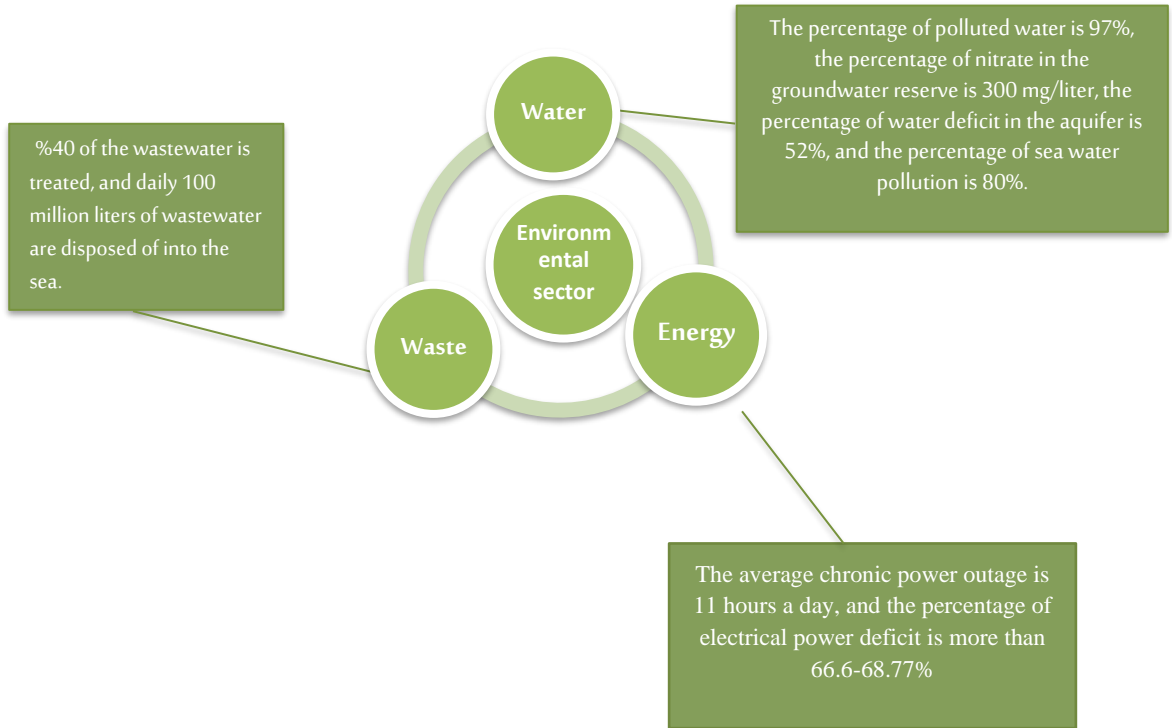 The percentage of polluted water is 97%,
the percentage of nitrate in the
groundwater reserve is 300 mg/liter, the
percentage of water deficit in the aquifer is
52%, and the percentage of sea water
pollution is 80%.
Water
%40 of the wastewater is
treated, and daily 100
million liters of wastewater
are disposed of into the
sea.
Environm
ental
sector
Waste
Energy
The average chronic power outage is
11 hours a day, and the percentage of
electrical power deficit is more than
66.6-68.77%